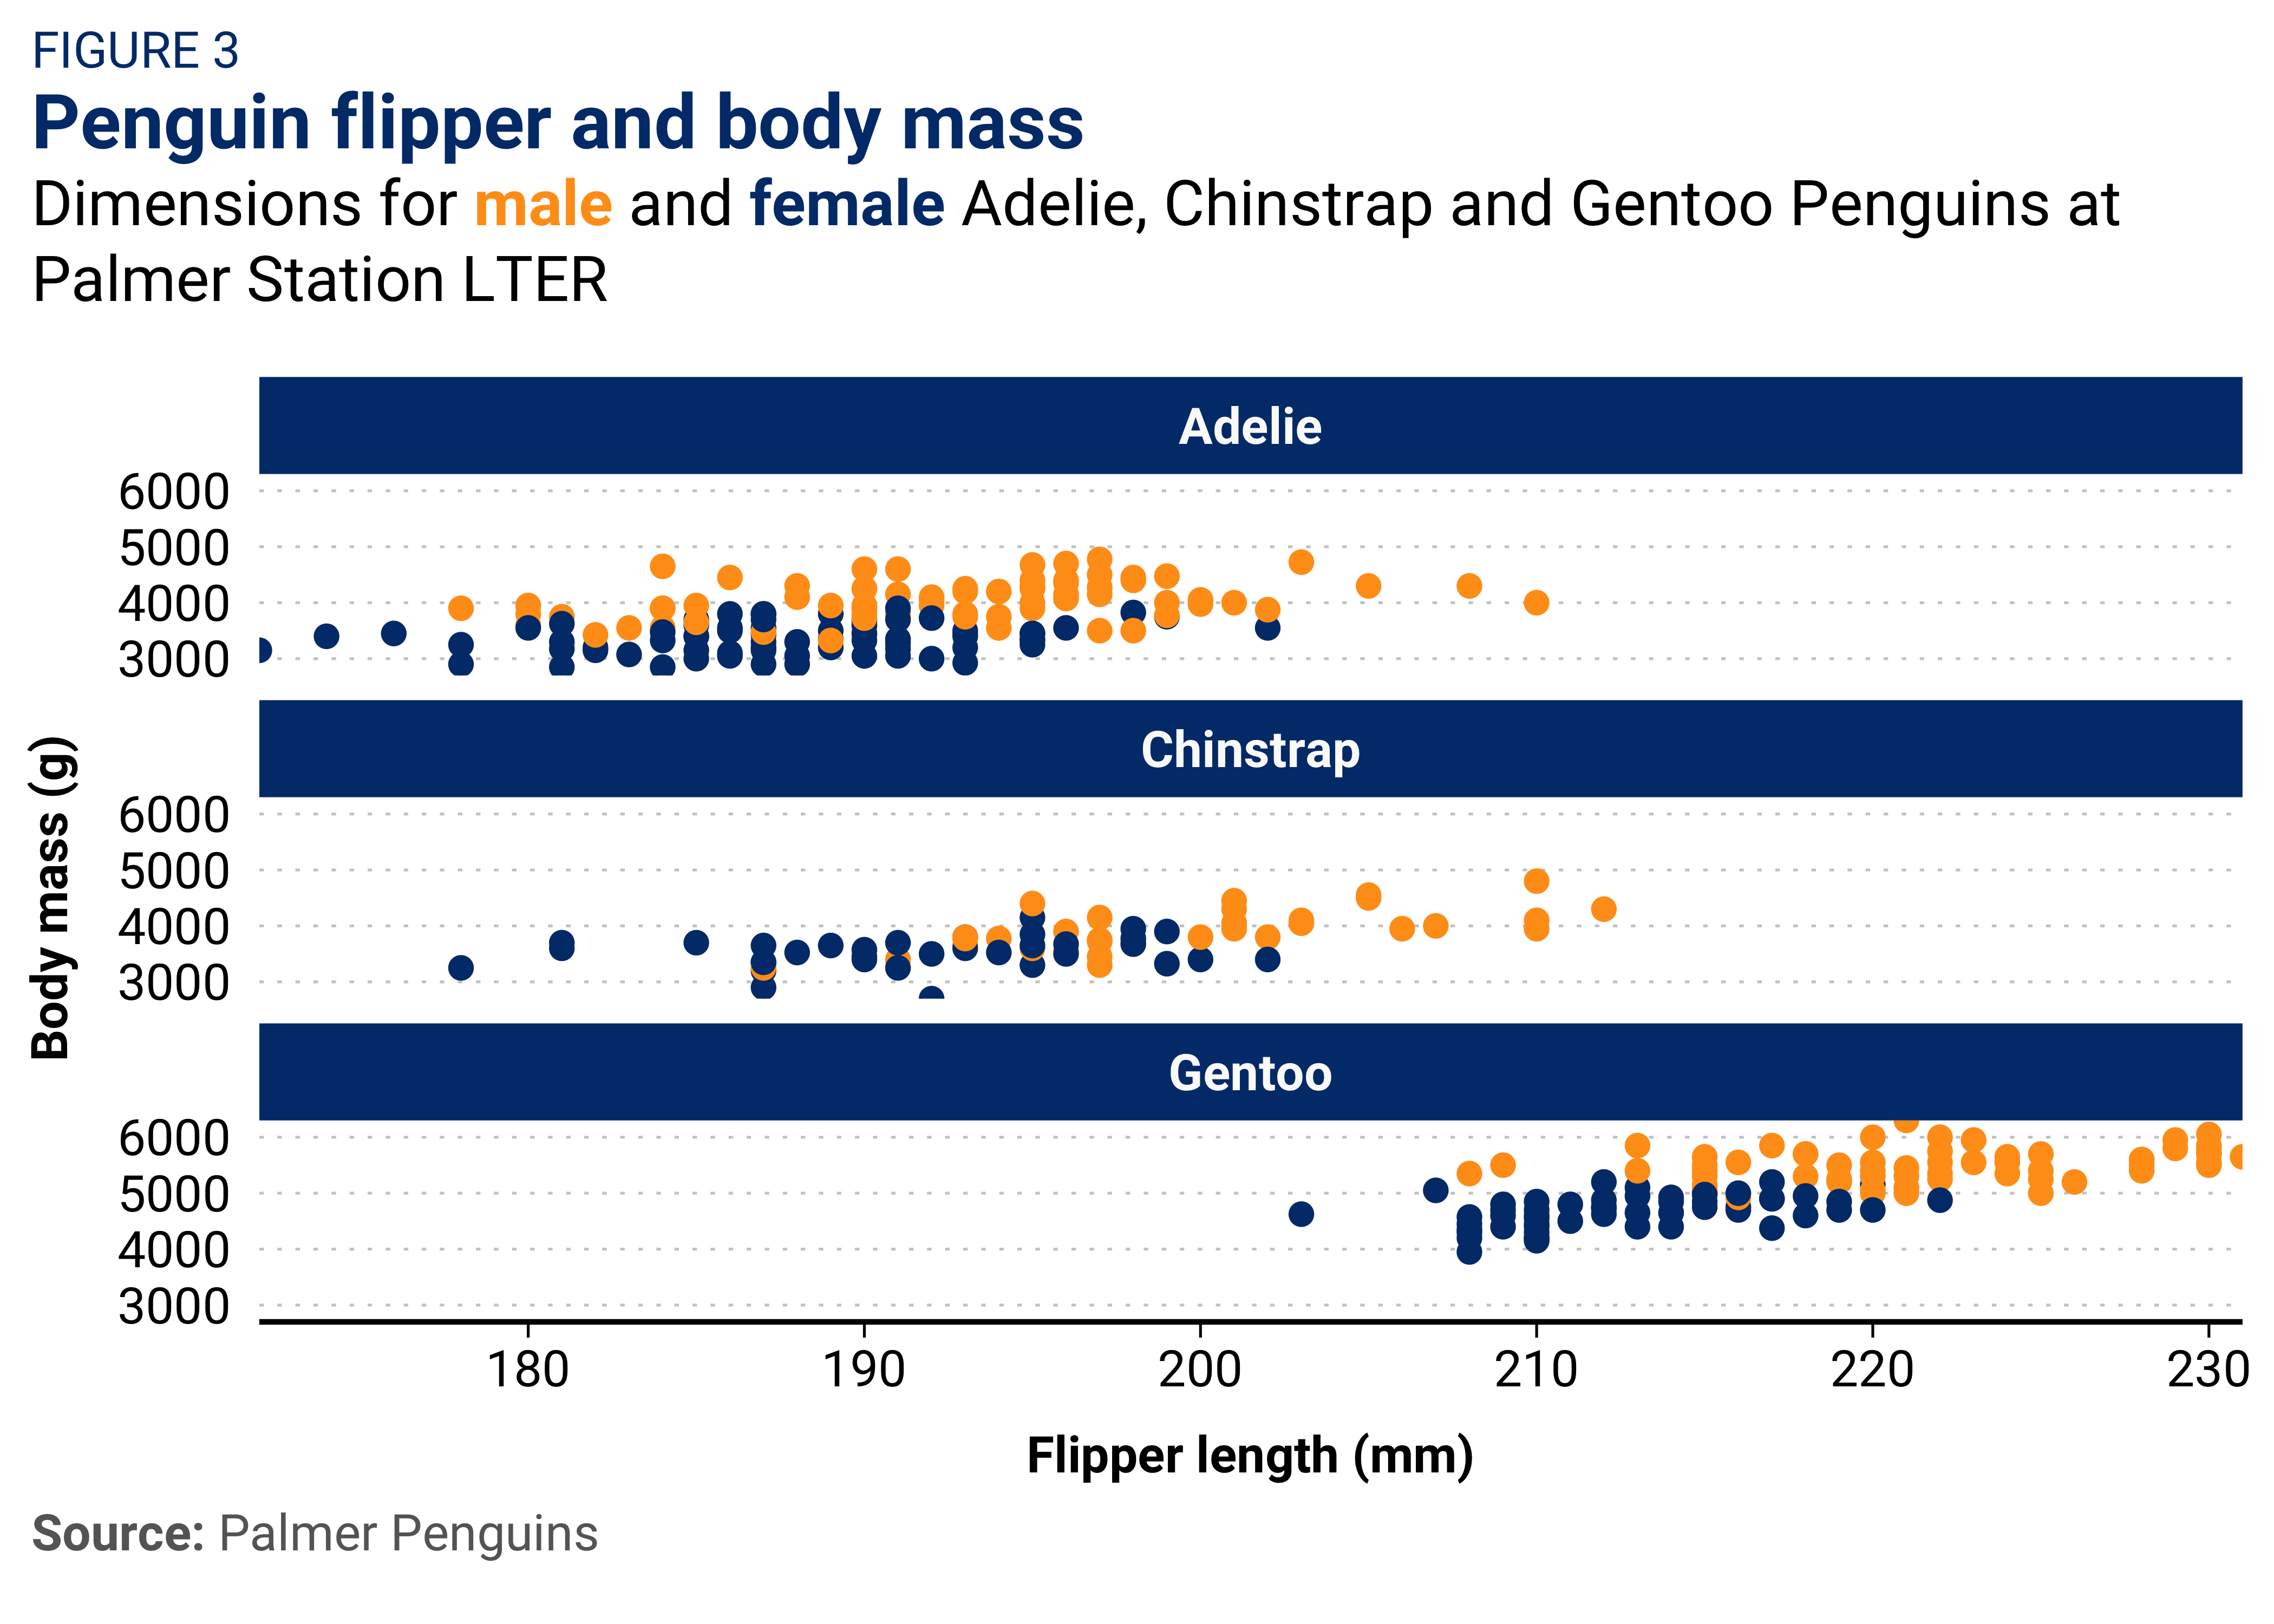 FIGURE 3
Penguin flipper and body mass
Dimensions for male and female Adelie, Chinstrap and Gentoo Penguins at
Palmer Station LTER
Adelie
6000
5000
4000
3000
Chinstrap
6000
5000
4000
3000
Gentoo
6000
5000
4000
3000
Body mass (g)
180 190 200 210 220 230
Flipper length (mm)
Source: Palmer Penguins